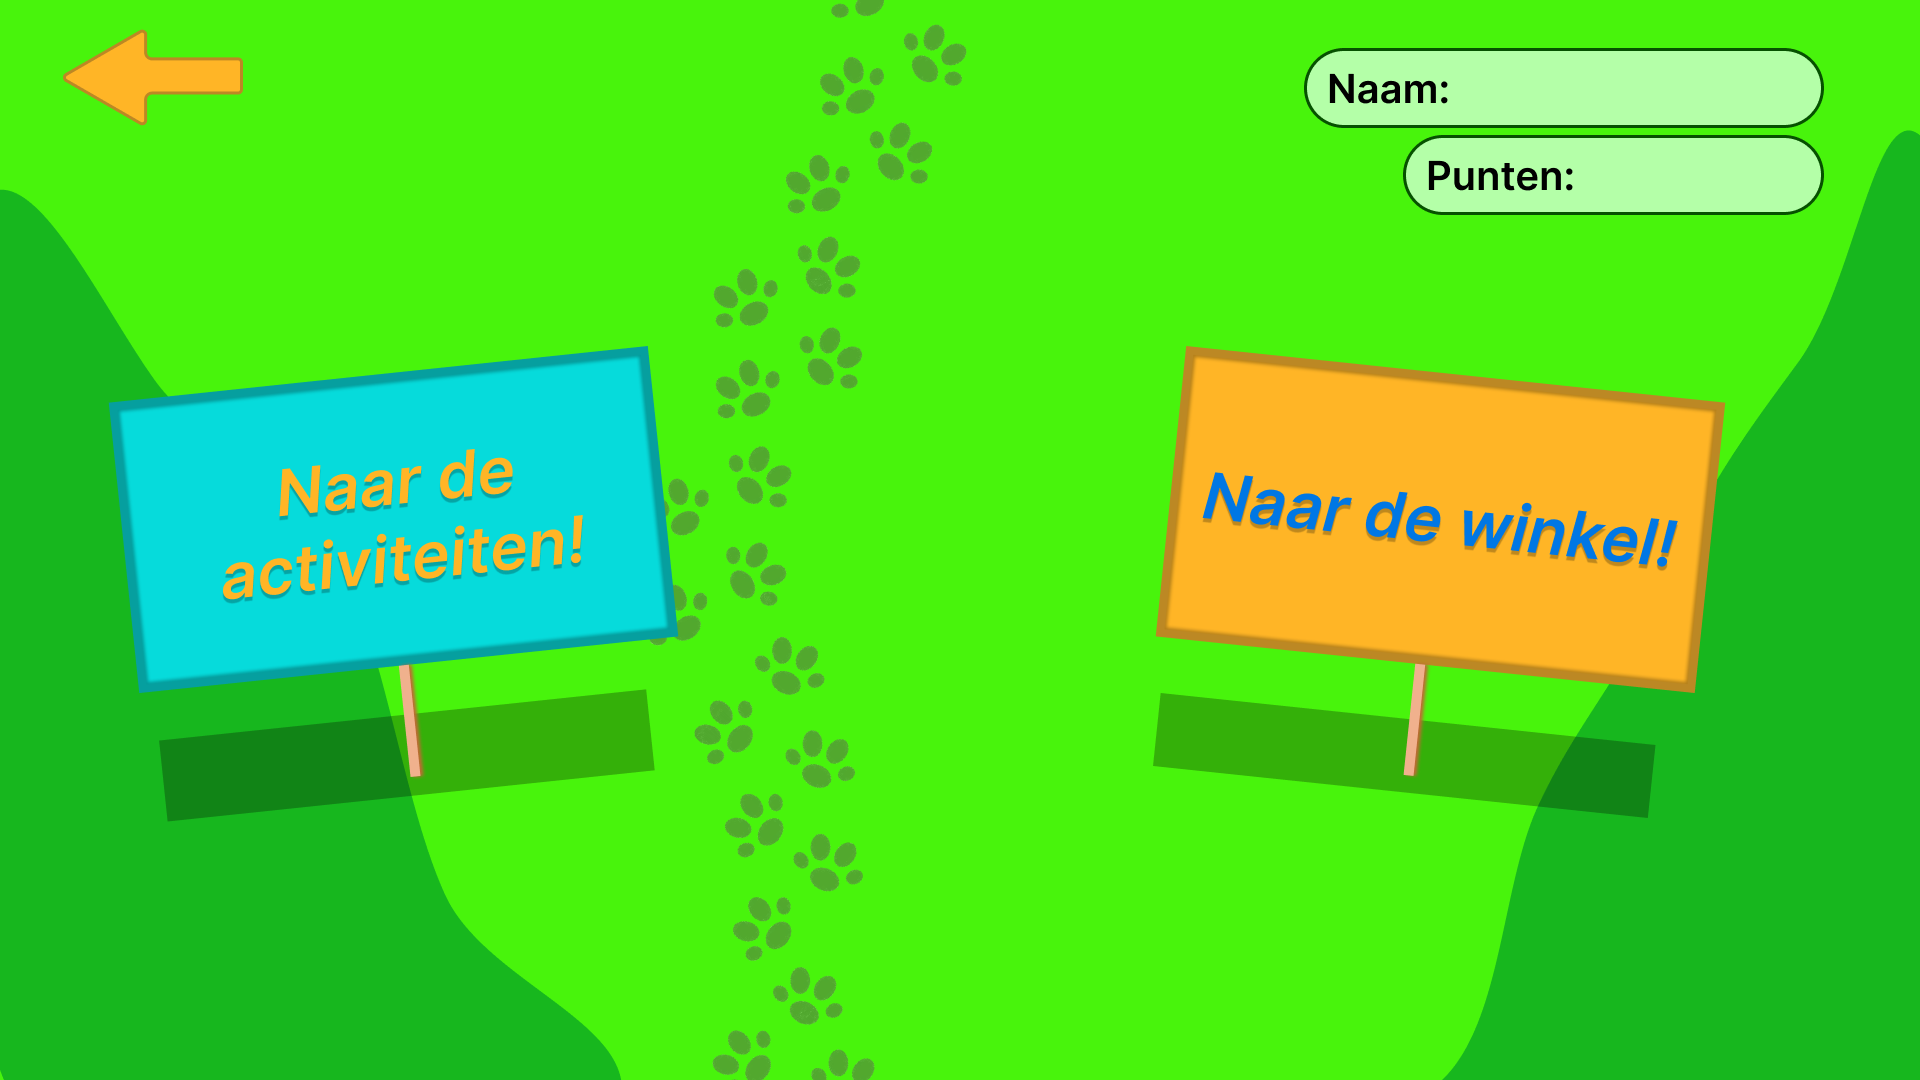 Naam:
Punten:
Naar de
activiteiten!
Naar de winkel!